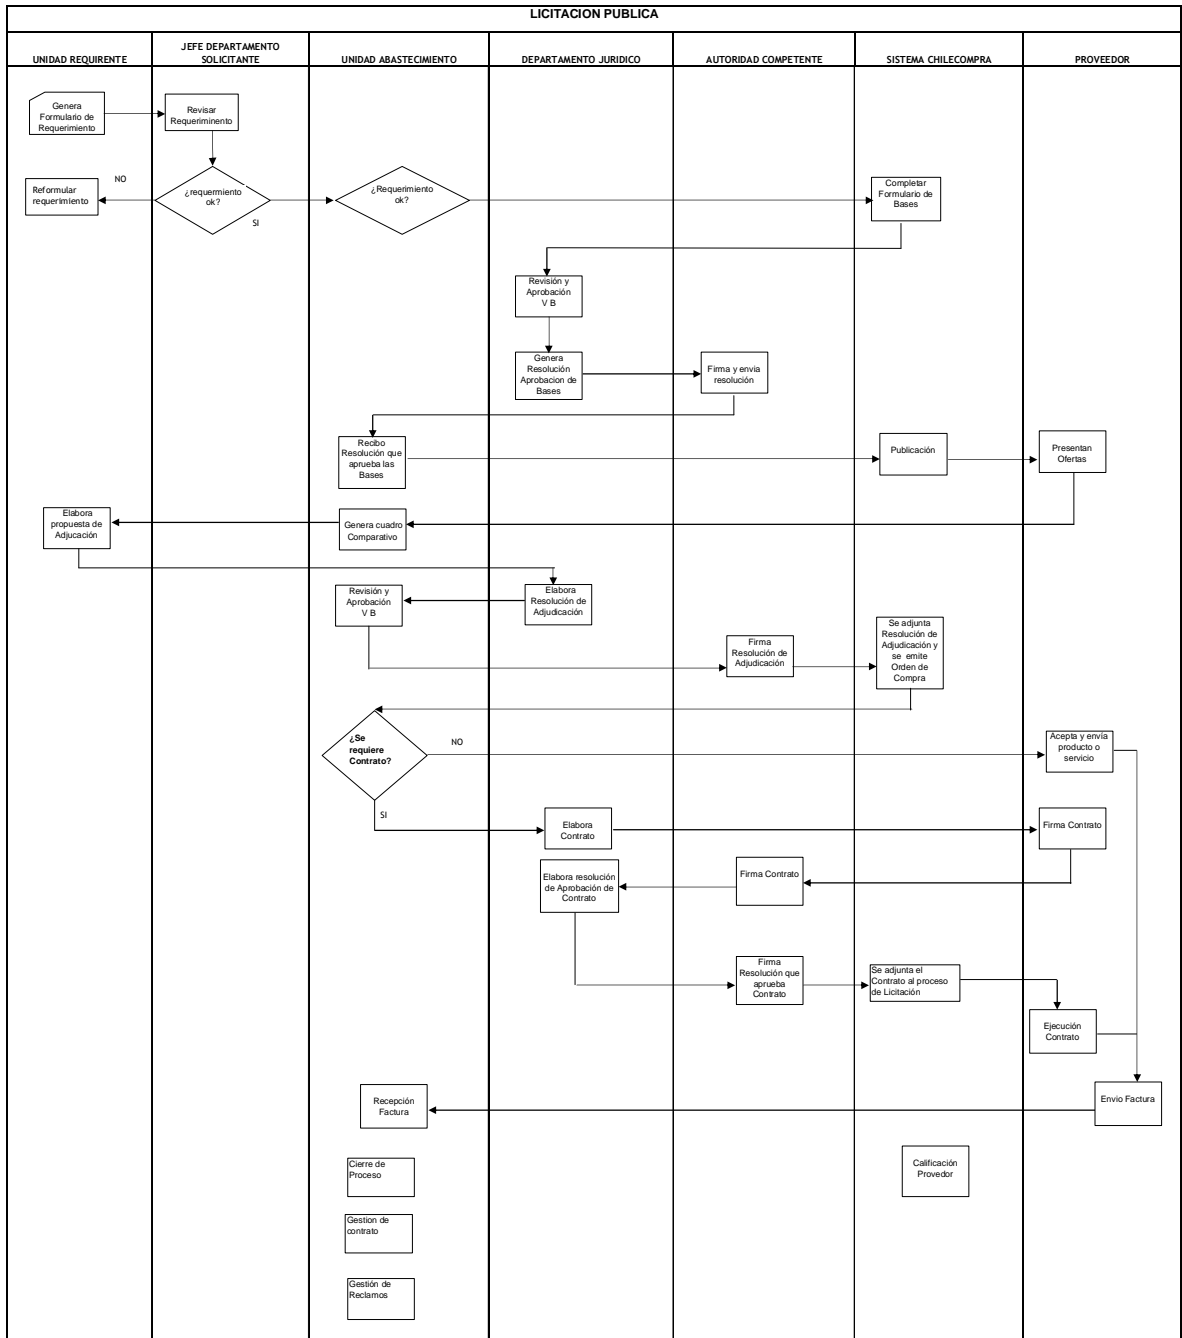 LICITACION PUBLICA
UNIDAD REQUIRENTE
JEFE DEPARTAMENTO
SOLICITANTE
UNIDAD ABASTECIMIENTO
DEPARTAMENTO JURIDICO
AUTORIDAD COMPETENTE
SISTEMA CHILECOMPRA
PROVEEDOR
Genera
Formulario de
Requerimiento
Revisar
Requeriminento
Reformular
requerimiento
NO
¿requermiento
ok?
SI
¿Requerimiento
ok?
Completar
Formulario de
Bases
Revisión y
Aprobación
V B
Genera
Resolución
Aprobacion de
Bases
Firma y envia
resolución
Recibo
Resolución que
aprueba las
Bases
Publicación
Presentan
Ofertas
Elabora
propuesta de
Adjucación
Genera cuadro
Comparativo
Revisión y
Aprobación
V B
Elabora
Resolución de
Adjudicación
Firma
Resolución de
Adjudicación
Se adjunta
Resolución de
Adjudicación y
se emite
Orden de
Compra
¿Se
requiere
Contrato?
NO
Acepta y envía
producto o
servicio
SI
Elabora
Contrato
Firma Contrato
Elabora resolución
de Aprobación de
Contrato
Firma Contrato
Firma
Resolución que
aprueba
Contrato
Se adjunta el
Contrato al proceso
de Licitación
Ejecución
Contrato
Recepción
Factura
Envio Factura
Cierre de
Proceso
Calificación
Provedor
Gestion de
contrato
Gestión de
Reclamos